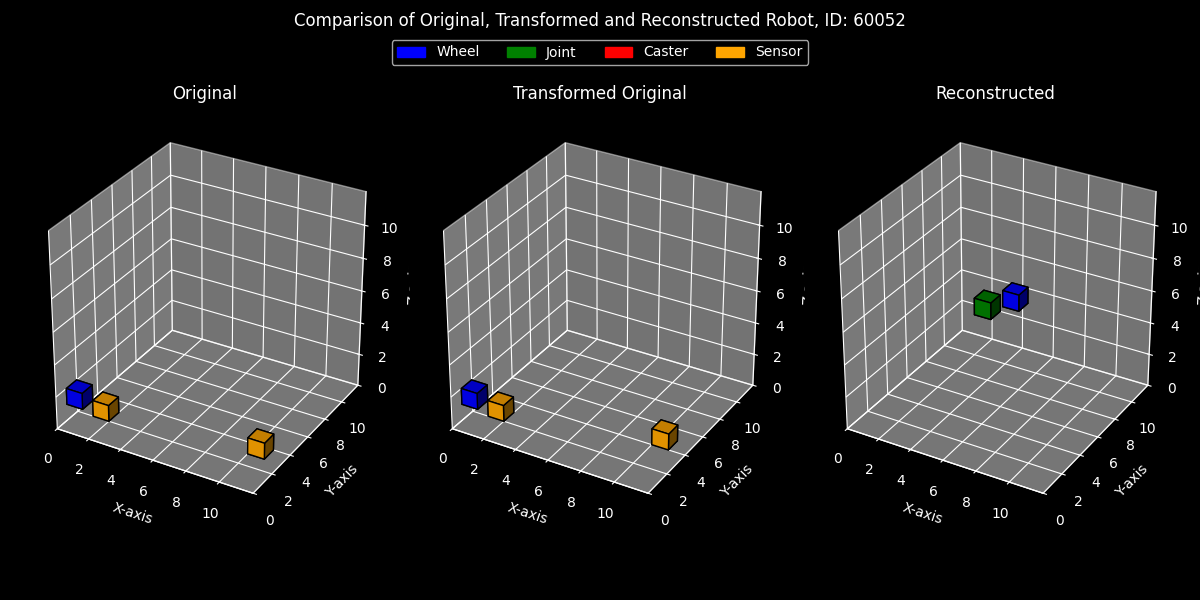 Comparison of Original, Transformed and Reconstructed Robot, ID: 60052
Wheel Joint Caster Sensor
Original
0 2 4 6 8 10
X-axis
0 2 4 6 8 10
Y-axis
0 2 4 6 8 10
Transformed Original
0 2 4 6 8 10
X-axis
0 2 4 6 8 10
Y-axis
0 2 4 6 8 10
Reconstructed
0 2 4 6 8 10
X-axis
0 2 4 6 8 10
Y-axis
0 2 4 6 8 10